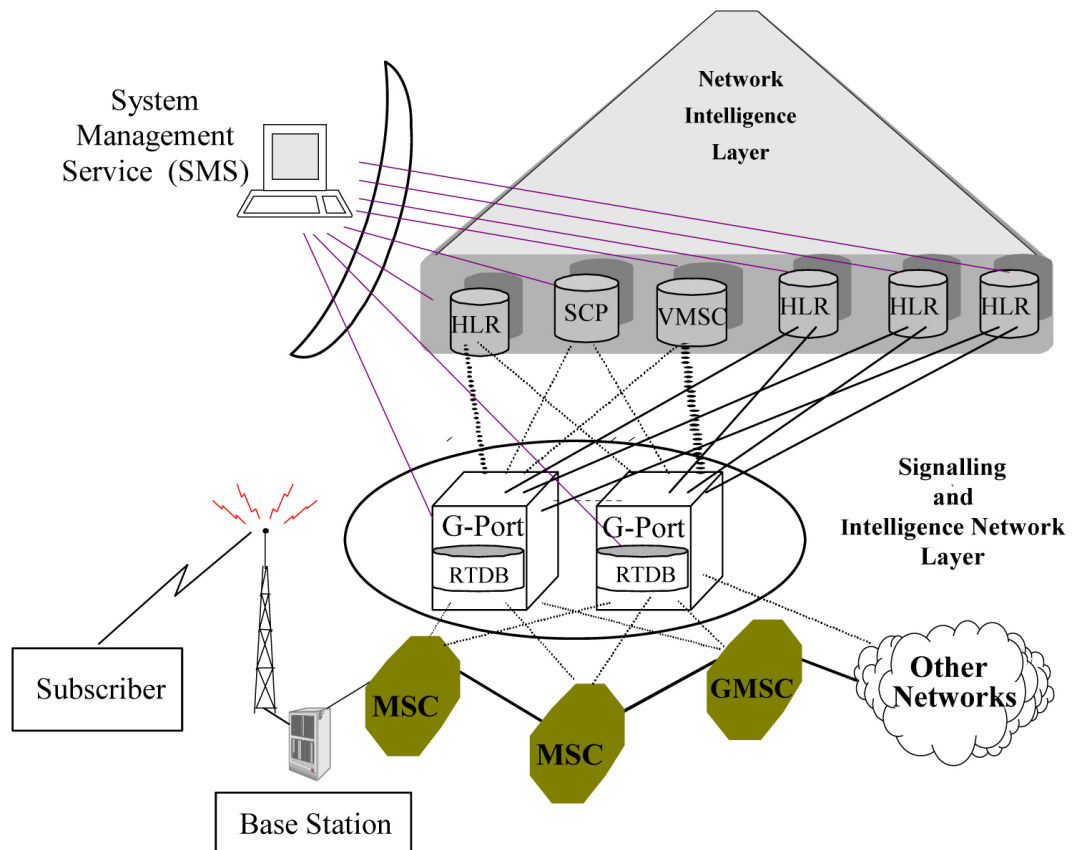 System
Management
Service (SMS)
Network
Intelligence
Layer
HLR
SCP
VMSC
HLR
HLR
HLR
Signalling
and
Intelligence Network
Layer
G-Port
RTDB
G-Port
RTDB
Subscriber
MSC
MSC
GMSC
Other
Networks
Base Station